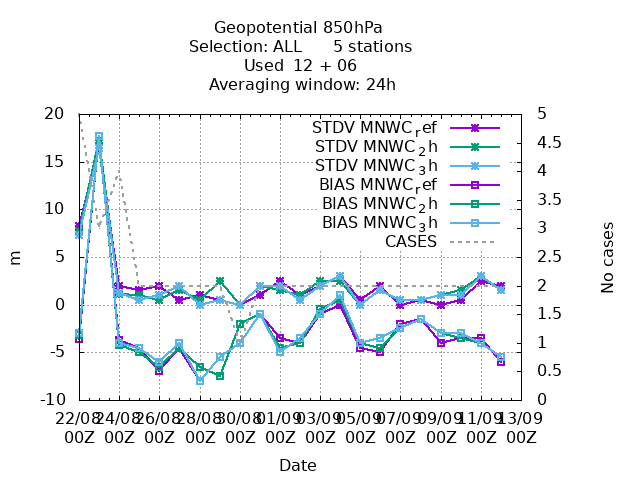 Geopotential 850hPa
Selection: ALL      5 stations
Used  12 + 06
Averaging window: 24h
STDV MNWC_ref
STDV MNWC_2h
STDV MNWC_3h
BIAS MNWC_ref
BIAS MNWC_2h
BIAS MNWC_3h
CASES
20
15
10
5
0
-5
-10
m
5
4.5
4
3.5
3
2.5
2
1.5
1
0.5
0
No cases
22/08 24/08 26/08 28/08 30/08 01/09 03/09 05/09 07/09 09/09 11/09 13/09
00Z 00Z 00Z 00Z 00Z 00Z 00Z 00Z 00Z 00Z 00Z 00Z
Date